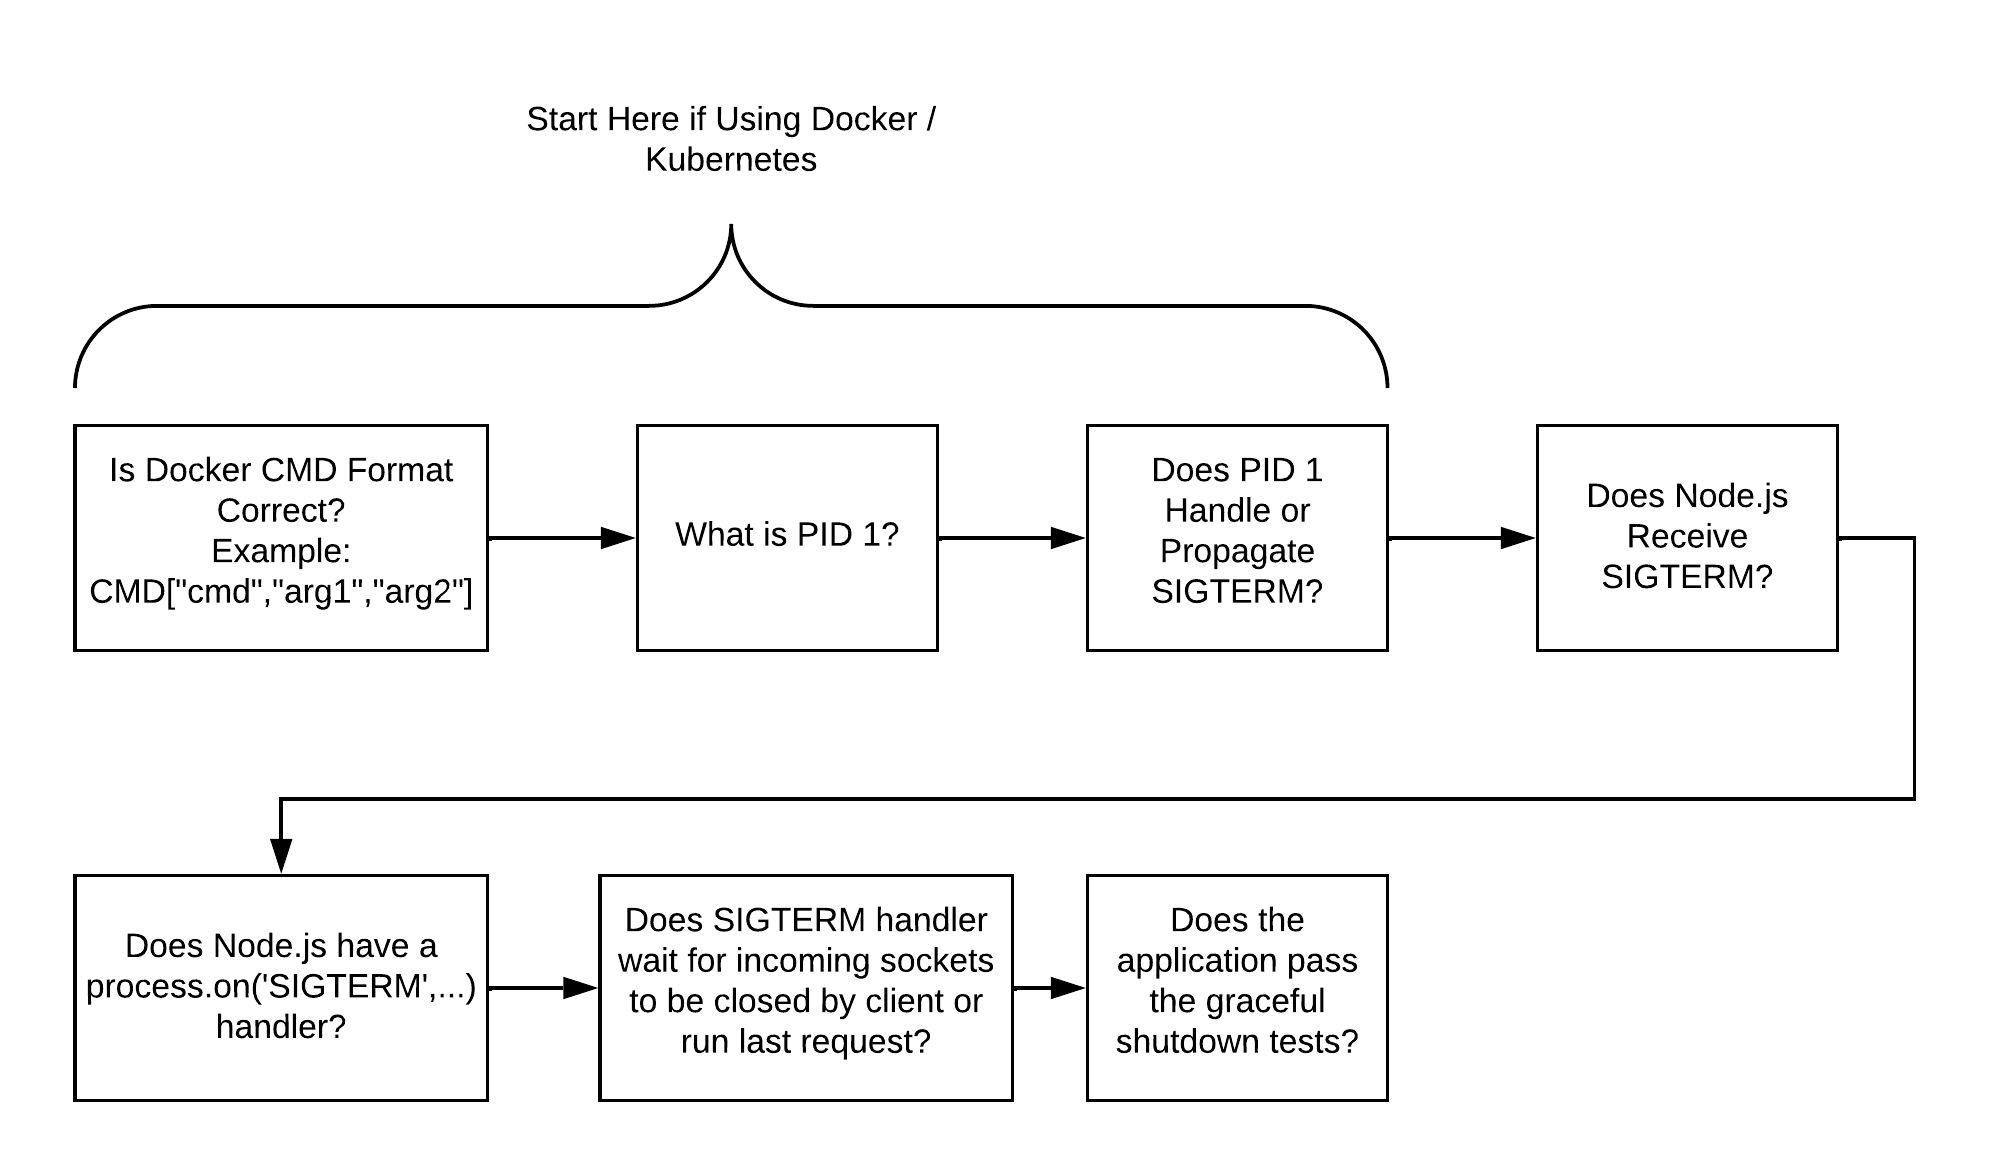 Start Here if Using Docker /
Kubernetes
Is Docker CMD Format
Correct?
Example:
CMD["cmd","arg1","arg2"]
What is PID 1?
Does PID 1
Handle or
Propagate
SIGTERM?
Does Node.js
Receive
SIGTERM?
Does Node.js have a
process.on('SIGTERM',...)
handler?
Does SIGTERM handler
wait for incoming sockets
to be closed by client or
run last request?
Does the
application pass
the graceful
shutdown tests?